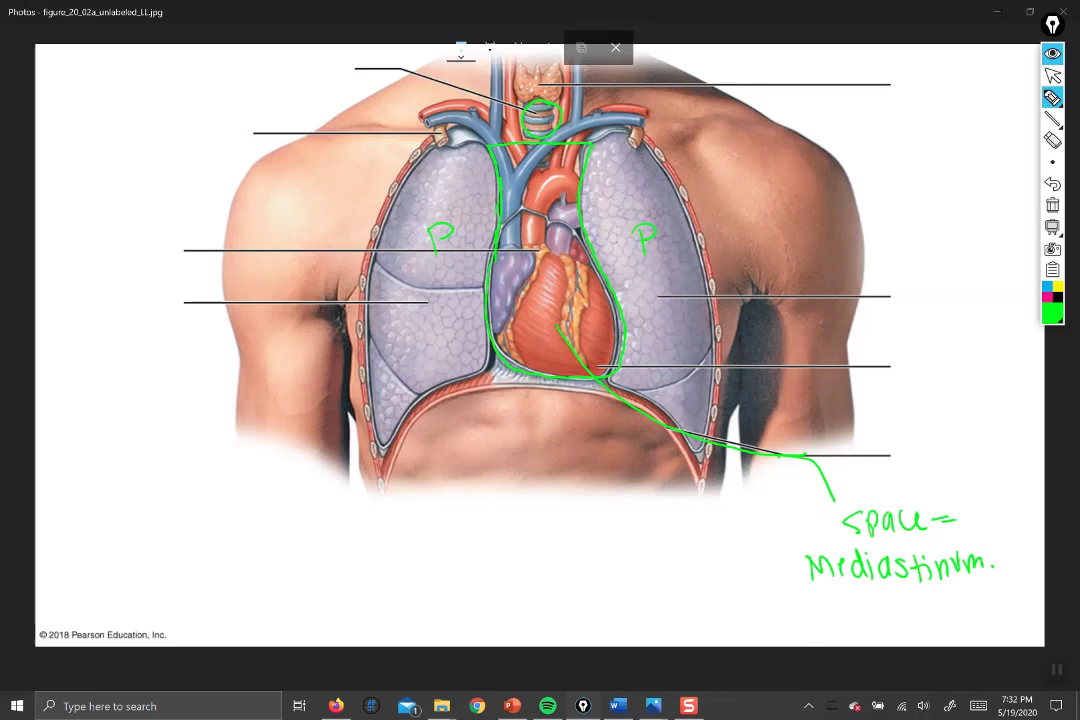 Photos - figure_20_02a_unlabeled_LL.jpg
P P
space =
Mediastinum.
© 2018 Pearson Education, Inc.
Type here to search
1
7:32 PM
5/19/2020